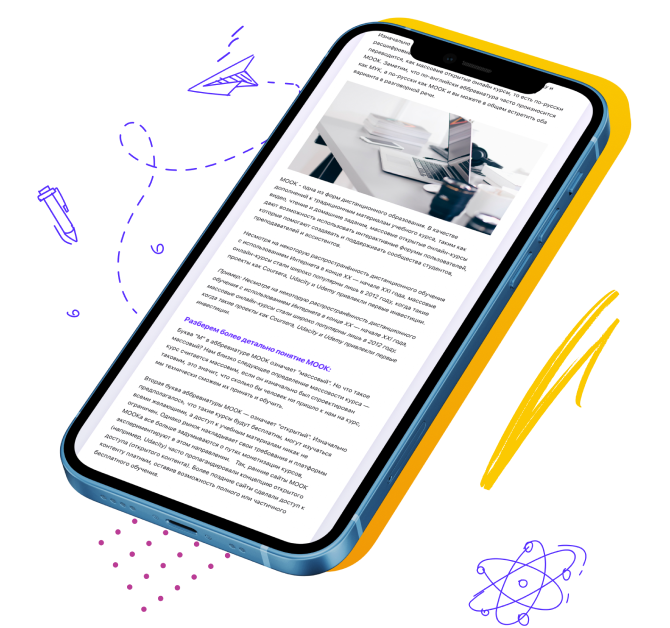 Изначально
расшифровы
переводится, как массовые открытые онлайн курсы, то есть по-русски
МООК. Заметим, что по-английски аббревиатура часто произносится
как МУК, а по-русски как МООК и вы можете в общем встретить оба
варианта в разговорной речи.
МООК - одна из форм дистанционного образования. В качестве
дополнений к традиционным материалам учебного курса, таким как
видео, чтение и домашние задания, массовые открытые онлайн-курсы
дают возможность использовать интерактивные форумы пользователей,
которые помогают создавать и поддерживать сообщества студентов,
преподавателей и ассистентов.
Несмотря на некоторую распространённость дистанционного обучения
с использованием Интернета в конце XX — начале XXI года, массовые
онлайн-курсы стали широко популярны лишь в 2012 году, когда такие
проекты как Coursera, Udacity и Udemy привлекли первые инвестиции.
Пример: Несмотря на некоторую распространённость дистанционного
обучения с использованием Интернета в конце XX — начале XXI года,
массовые онлайн-курсы стали широко популярны лишь в 2012 году,
когда такие проекты как Coursera, Udacity и Udemy привлекли первые
инвестиции.
Разберем более детально понятие МООК:
Буква "М" в аббревиатуре МООК означает "массовый". Но что такое
массовый? Нам близко следующее определение массовости курса —
курс считается массовым, если он изначально был спроектирован
таковым, это значит, что сколько бы человек ни пришло к нам на курс,
мы технически сможем их принять и обучить.
Вторая буква аббревиатуры МООК — означает "открытый". Изначально
предполагалось, что такие курсы будут бесплатны, могут изучаться
всеми желающими, а доступ к учебным материалам никак не
ограничен. Однако рынок накладывает свои требования и платформы
МООКа все больше задумываются о путях монетизации курсов,
экспериментируют в этом направлении. Так, ранние сайты МООК
(например, Udacity) часто пропагандировали концепцию открытого
доступа (открытого контента). Более поздние сайты сделали доступ к
контенту платным, оставив возможность полного или частичного
бесплатного обучения.